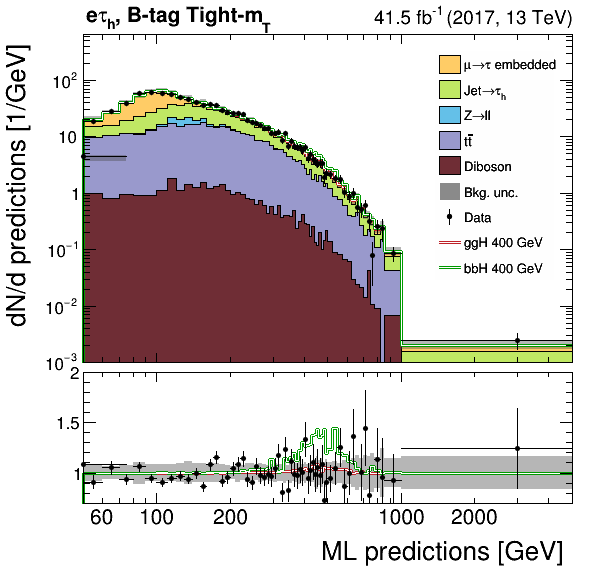 eτh, B-tag Tight-mT 41.5 fb-1 (2017, 13 TeV)
dN/d predictions [1/GeV]
10²
10
1
10⁻¹
10⁻²
10⁻³
μ→τ embedded
Jet→τh
Z→ll
tt̄
Diboson
Bkg. unc.
Data
ggH 400 GeV
bbH 400 GeV
2
1.5
1
60 100 200 1000 2000
ML predictions [GeV]